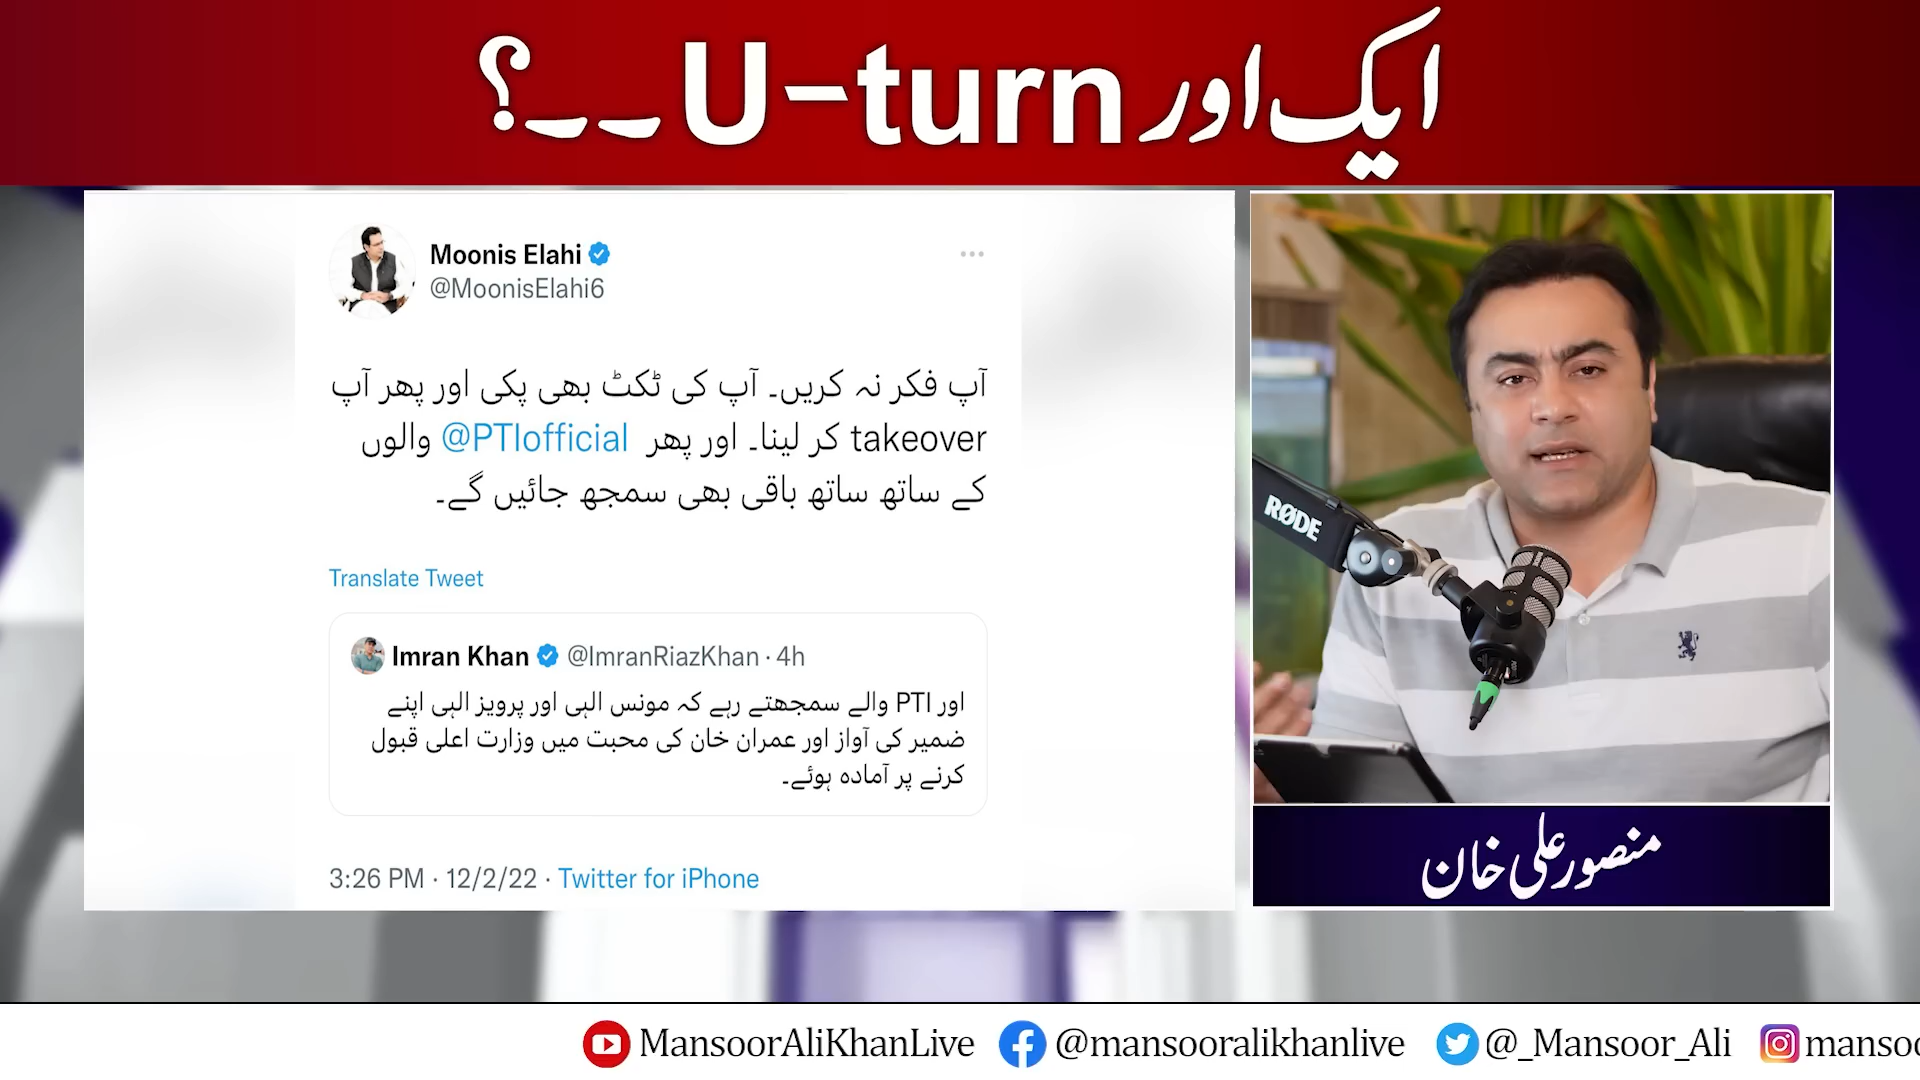 ایک اور U-turn ۔۔؟
Moonis Elahi
@MoonisElahi6
آپ فکر نہ کریں۔ آپ کی ٹکٹ بھی پکی اور پھر آپ
takeover کر لینا۔ اور پھر @PTIofficial والوں
کے ساتھ ساتھ باقی بھی سمجھ جائیں گے۔
Translate Tweet
Imran Khan @ImranRiazKhan · 4h
اور PTI والے سمجھتے رہے کہ مونس الہی اور پرویز الہی اپنے
ضمیر کی آواز اور عمران خان کی محبت میں وزارت اعلی قبول
کرنے پر آمادہ ہوئے۔
3:26 PM · 12/2/22 · Twitter for iPhone
RØDE
منصور علی خان
MansoorAliKhanLive @mansooralikhanlive @_Mansoor_Ali mansoo